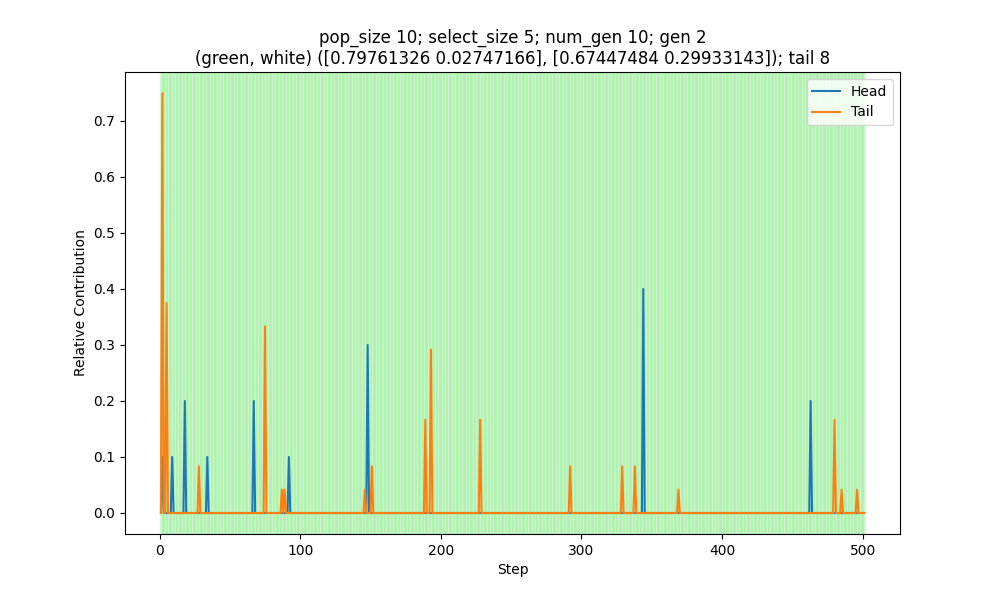 pop_size 10; select_size 5; num_gen 10; gen 2
(green, white) ([0.79761326 0.02747166], [0.67447484 0.29933143]); tail 8
Head
Tail
0.7
0.6
0.5
0.4
0.3
0.2
0.1
0.0
Relative Contribution
0 100 200 300 400 500
Step